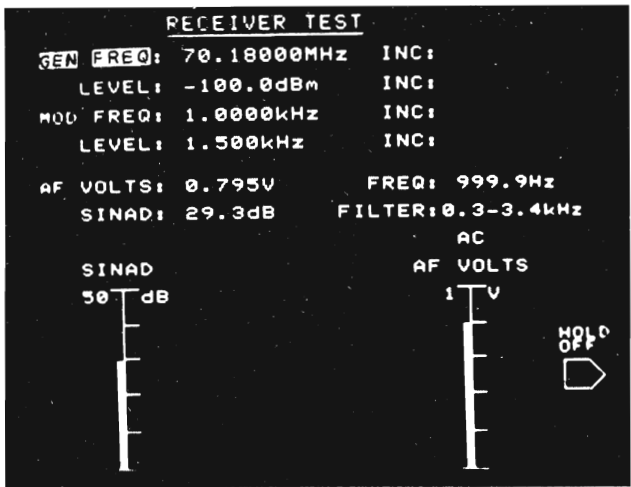 RECEIVER TEST
GEN FREQ: 70.18000MHz INC:
LEVEL: -100.0dBm INC:
MOD FREQ: 1.0000kHz INC:
LEVEL: 1.500kHz INC:
AF VOLTS: 0.795V FREQ: 999.9Hz
SINAD: 29.3dB FILTER:0.3-3.4kHz
AC
SINAD AF VOLTS
50 dB 1 V
HOLD
OFF